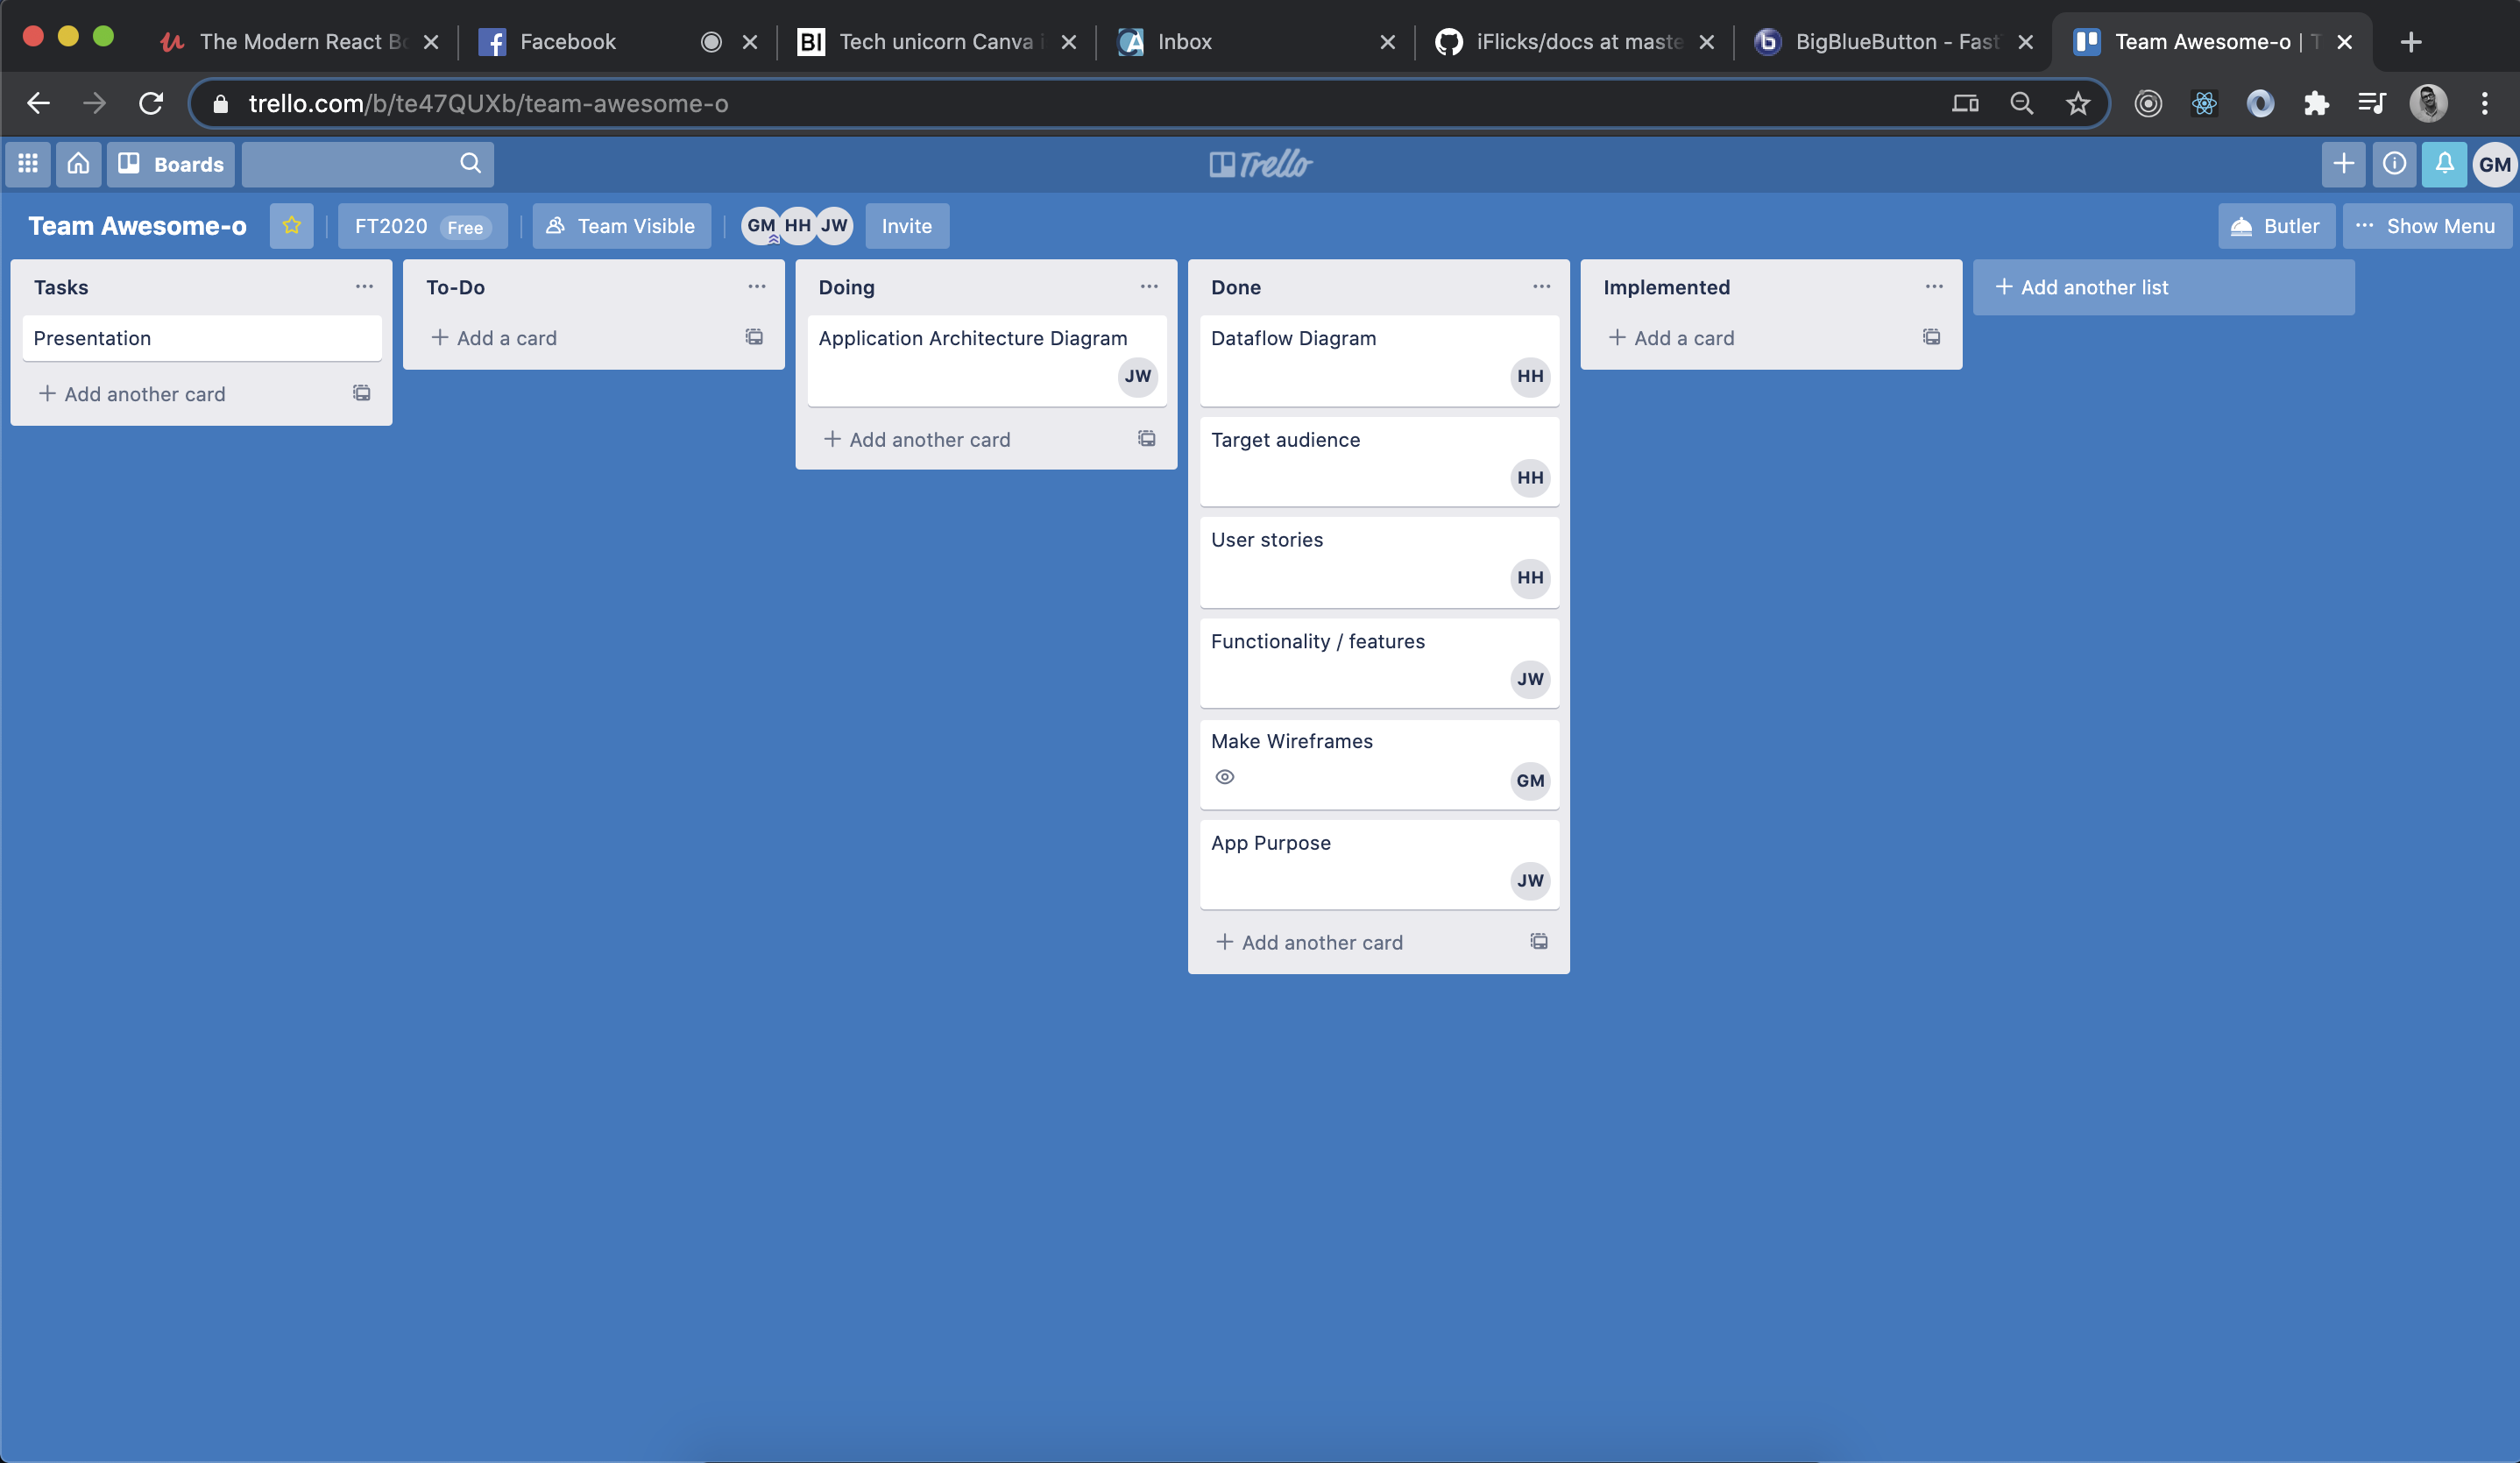 The Modern React Bo
Facebook
BI Tech unicorn Canva i
Inbox
iFlicks/docs at maste
BigBlueButton - Fast
Team Awesome-o | T
trello.com/b/te47QUXb/team-awesome-o
Boards
Trello
GM
Team Awesome-o
FT2020 Free
Team Visible
GM HH JW
Invite
Butler
... Show Menu
Tasks
Presentation
+ Add another card
To-Do
+ Add a card
Doing
Application Architecture Diagram
JW
+ Add another card
Done
Dataflow Diagram
HH
Target audience
HH
User stories
HH
Functionality / features
JW
Make Wireframes
GM
App Purpose
JW
+ Add another card
Implemented
+ Add a card
+ Add another list